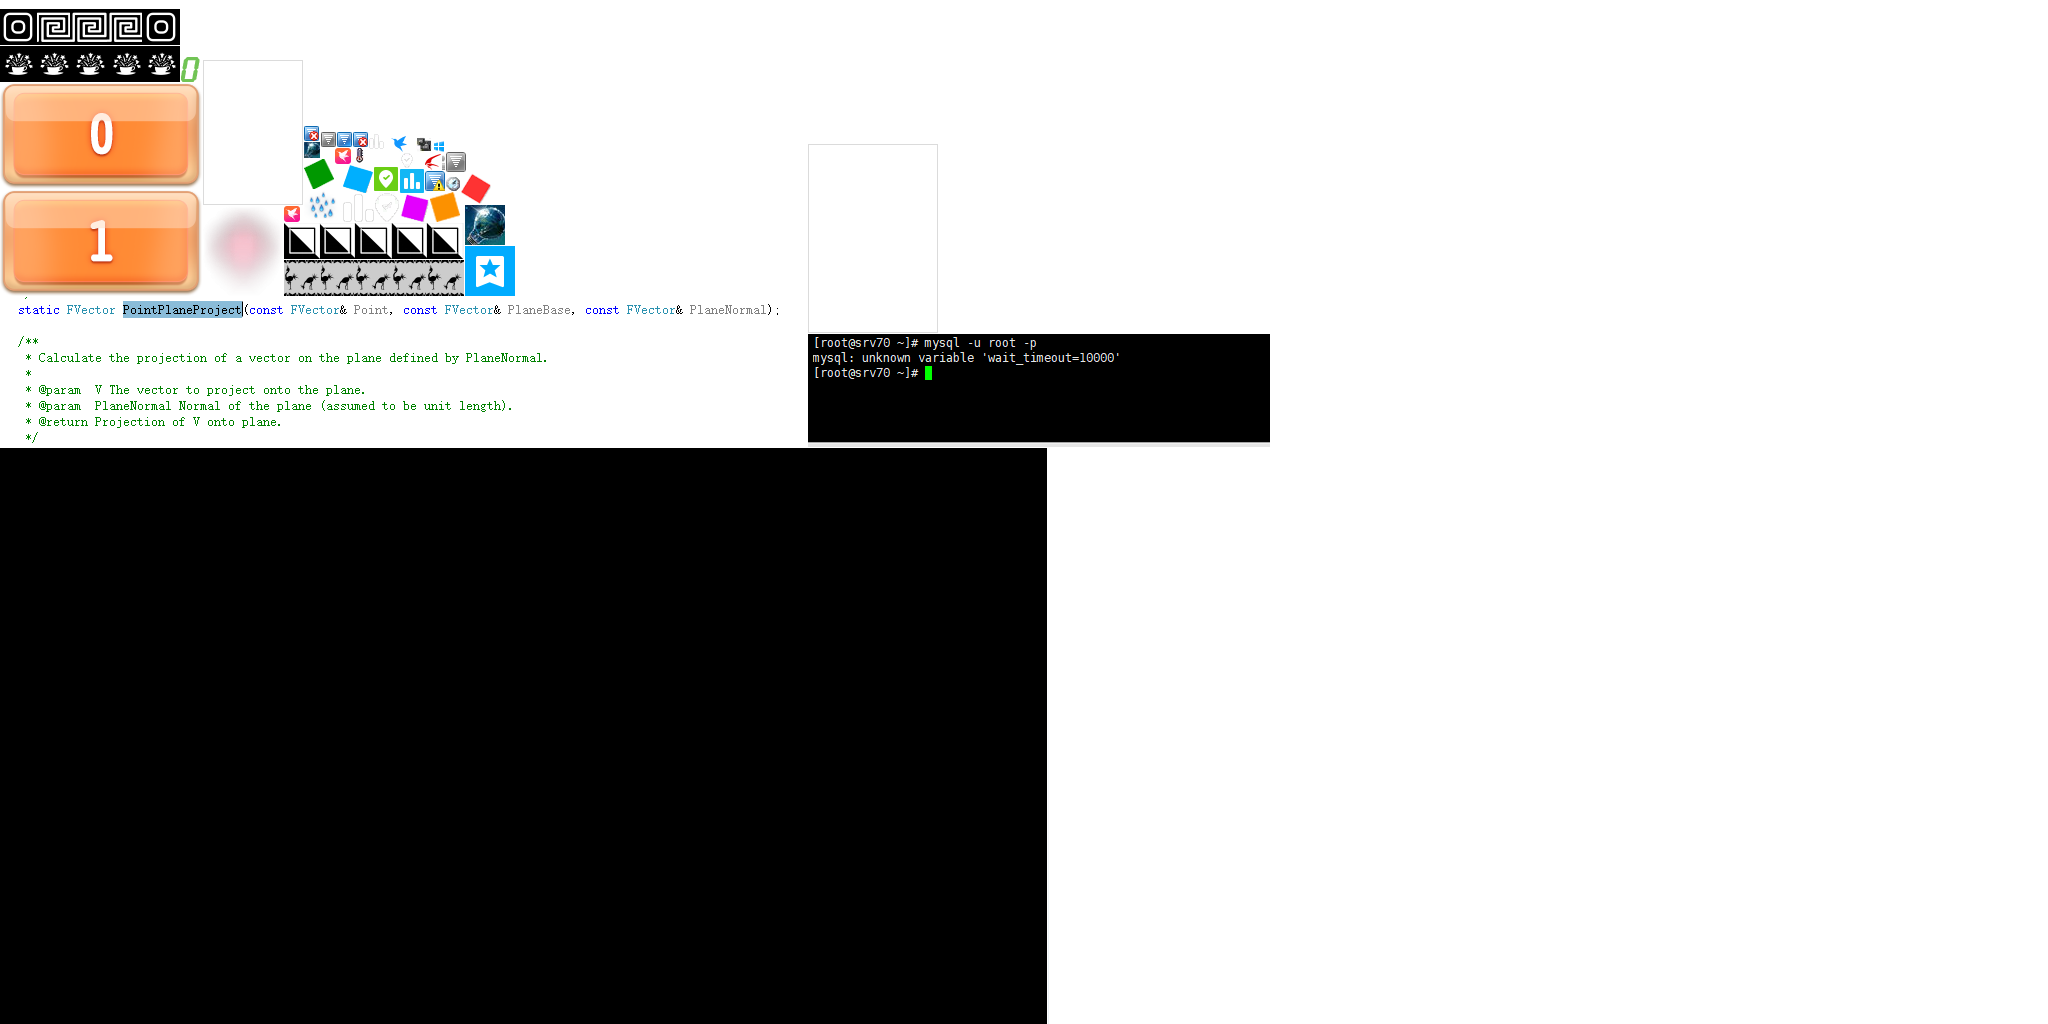 0
0
1
static FVector PointPlaneProject(const FVector& Point, const FVector& PlaneBase, const FVector& PlaneNormal);
/**
* Calculate the projection of a vector on the plane defined by PlaneNormal.
*
* @param  V The vector to project onto the plane.
* @param  PlaneNormal Normal of the plane (assumed to be unit length).
* @return Projection of V onto plane.
*/
[root@srv70 ~]# mysql -u root -p
mysql: unknown variable 'wait_timeout=10000'
[root@srv70 ~]#